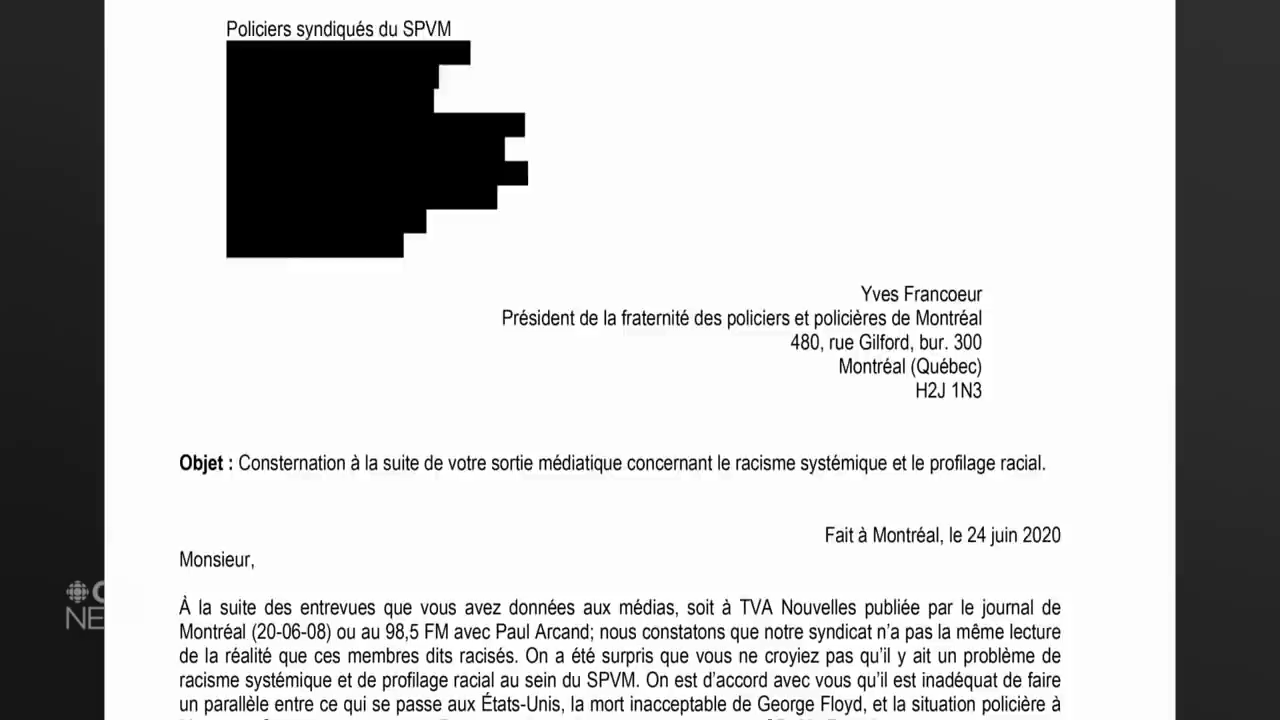 Policiers syndiqués du SPVM
Yves Francoeur
Président de la fraternité des policiers et policières de Montréal
480, rue Gilford, bur. 300
Montréal (Québec)
H2J 1N3
Objet : Consternation à la suite de votre sortie médiatique concernant le racisme systémique et le profilage racial.
Fait à Montréal, le 24 juin 2020
Monsieur,
À la suite des entrevues que vous avez données aux médias, soit à TVA Nouvelles publiée par le journal de
Montréal (20-06-08) ou au 98,5 FM avec Paul Arcand; nous constatons que notre syndicat n’a pas la même lecture
de la réalité que ces membres dits racisés. On a été surpris que vous ne croyiez pas qu’il y ait un problème de
racisme systémique et de profilage racial au sein du SPVM. On est d’accord avec vous qu’il est inadéquat de faire
un parallèle entre ce qui se passe aux États-Unis, la mort inacceptable de George Floyd, et la situation policière à